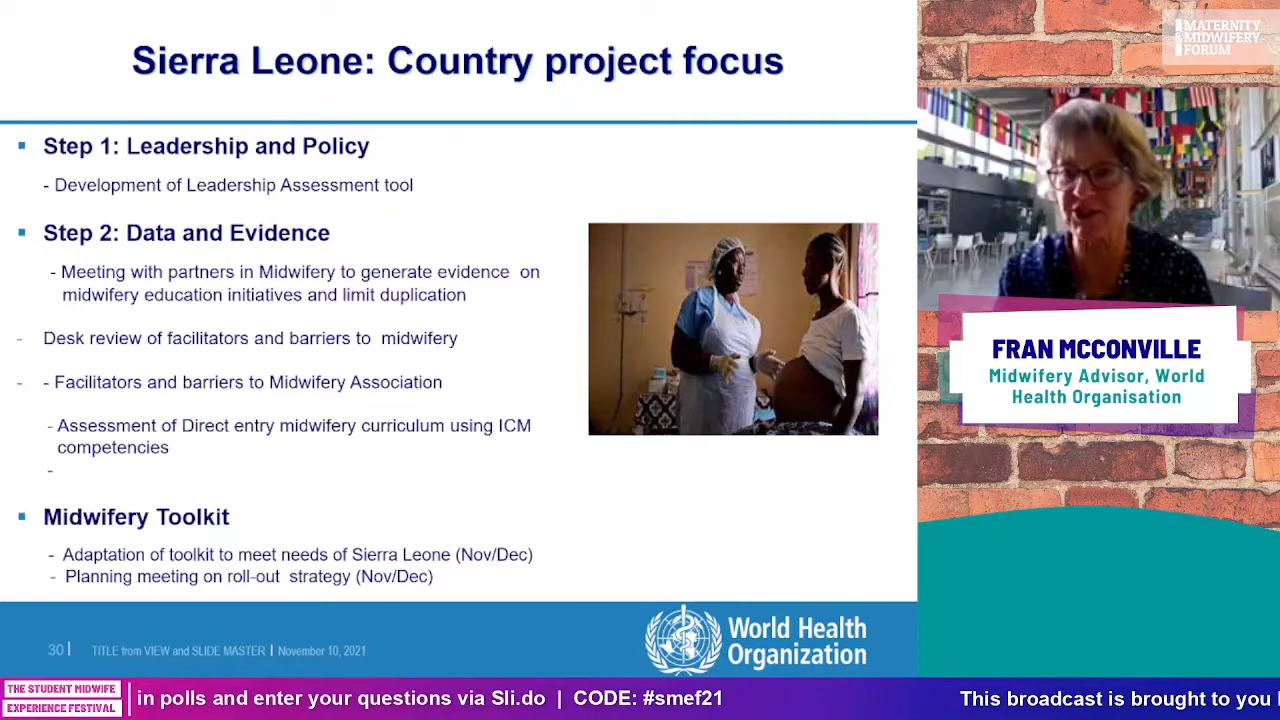 Sierra Leone: Country project focus
▪ Step 1: Leadership and Policy
- Development of Leadership Assessment tool
▪ Step 2: Data and Evidence
- Meeting with partners in Midwifery to generate evidence on
midwifery education initiatives and limit duplication
- Desk review of facilitators and barriers to midwifery
- - Facilitators and barriers to Midwifery Association
- Assessment of Direct entry midwifery curriculum using ICM
competencies
-
▪ Midwifery Toolkit
- Adaptation of toolkit to meet needs of Sierra Leone (Nov/Dec)
- Planning meeting on roll-out strategy (Nov/Dec)
30 | TITLE from VIEW and SLIDE MASTER | November 10, 2021
World Health
Organization
MATERNITY
& MIDWIFERY
FORUM
FRAN MCCONVILLE
Midwifery Advisor, World
Health Organisation
THE STUDENT MIDWIFE
EXPERIENCE FESTIVAL
in polls and enter your questions via Sli.do | CODE: #smef21
This broadcast is brought to you